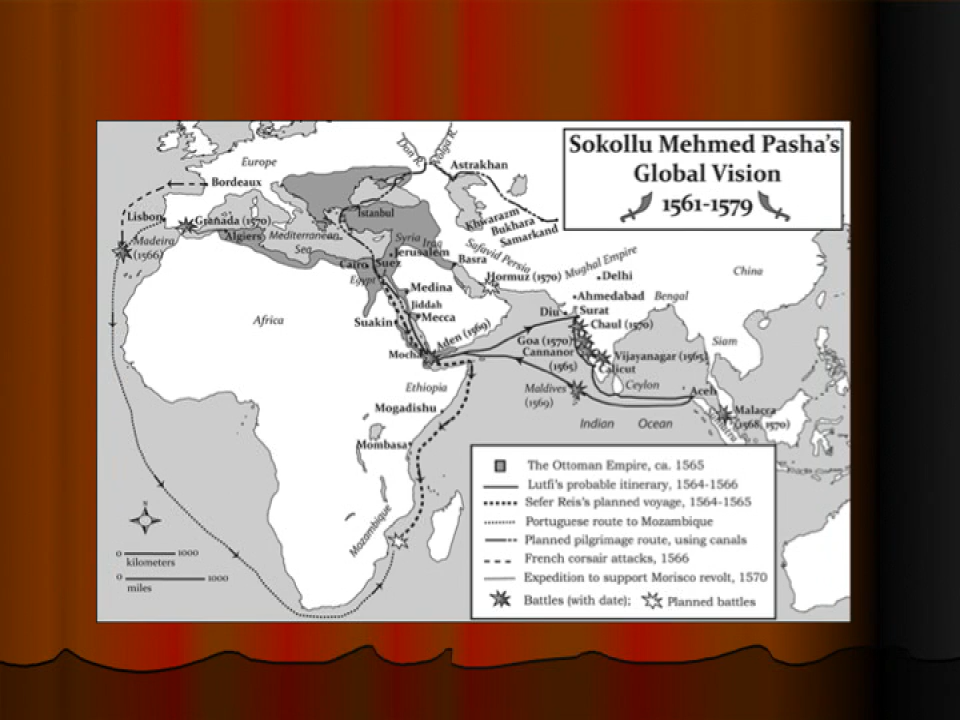 Sokollu Mehmed Pasha's
Global Vision
1561-1579
Don R.
Volga R.
Astrakhan
Europe
Bordeaux
Khwarazm
Bukhara
Samarkand
Lisbon
Granada (1570)
Istanbul
Madeira
(1566)
Algiers
Mediterranean
Sea
Syria
Iraq
Jerusalem
Safavid Persia
Cairo
Suez
Basra
Mughal Empire
China
Egypt
Hormuz (1570)
Delhi
Medina
Ahmedabad
Bengal
Jiddah
Diu
Surat
Africa
Suakin
Mecca
Chaul (1570)
Aden (1569)
Goa (1570)
Siam
Mocha
Cannanor
(1565)
Vijayanagar (1565)
Calicut
Ethiopia
Maldives
(1569)
Ceylon
Aceh
Mogadishu
Malacca
(1568, 1570)
Sumatra
Indian Ocean
Mombasa
Mozambique
N
0 1000
kilometers
0 1000
miles
The Ottoman Empire, ca. 1565
Lutfi's probable itinerary, 1564-1566
Sefer Reis's planned voyage, 1564-1565
Portuguese route to Mozambique
Planned pilgrimage route, using canals
French corsair attacks, 1566
Expedition to support Morisco revolt, 1570
Battles (with date); Planned battles